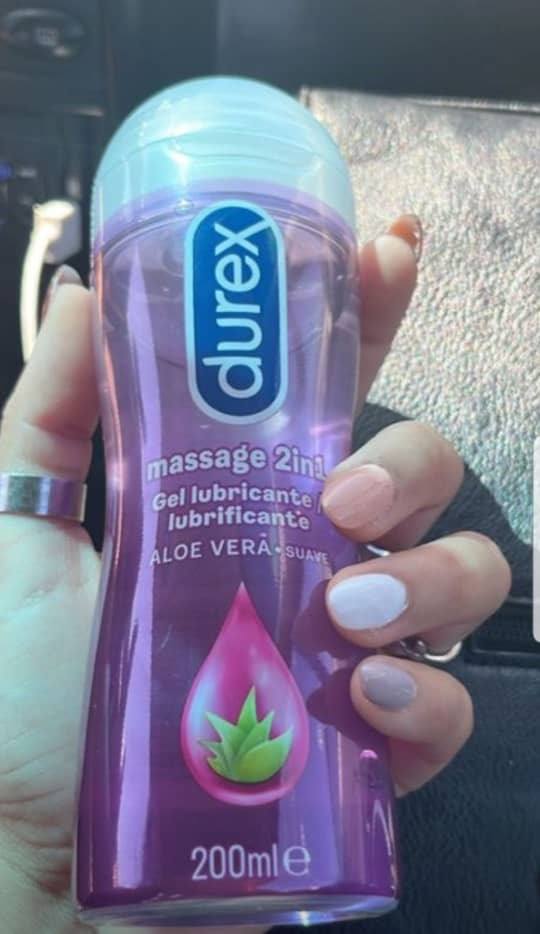 durex
massage 2in1
Gel lubricante /
lubrificante
ALOE VERA • SUAVE
200ml e